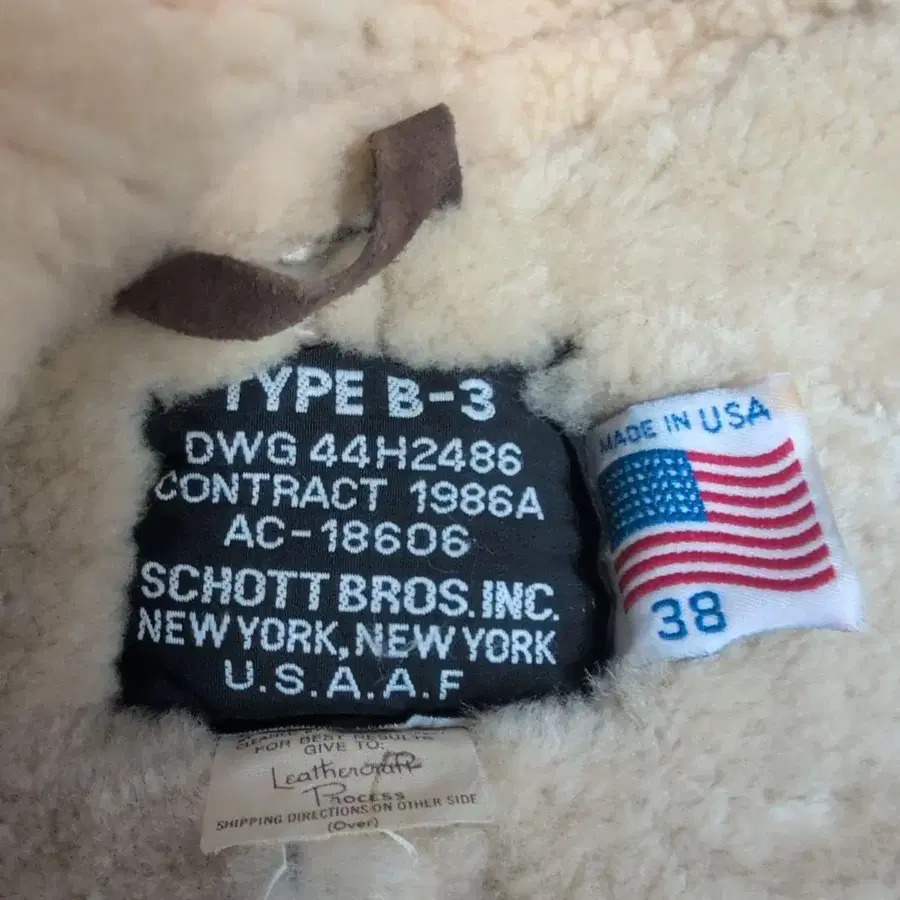 TYPE B-3
DWG 44H2486
CONTRACT 1986A
AC-18606
SCHOTT BROS. INC.
NEW YORK, NEW YORK
U.S.A.A.F
MADE IN USA
38
FOR BEST RESULTS
GIVE TO:
Leathercraft
Process
SHIPPING DIRECTIONS ON OTHER SIDE
(Over)